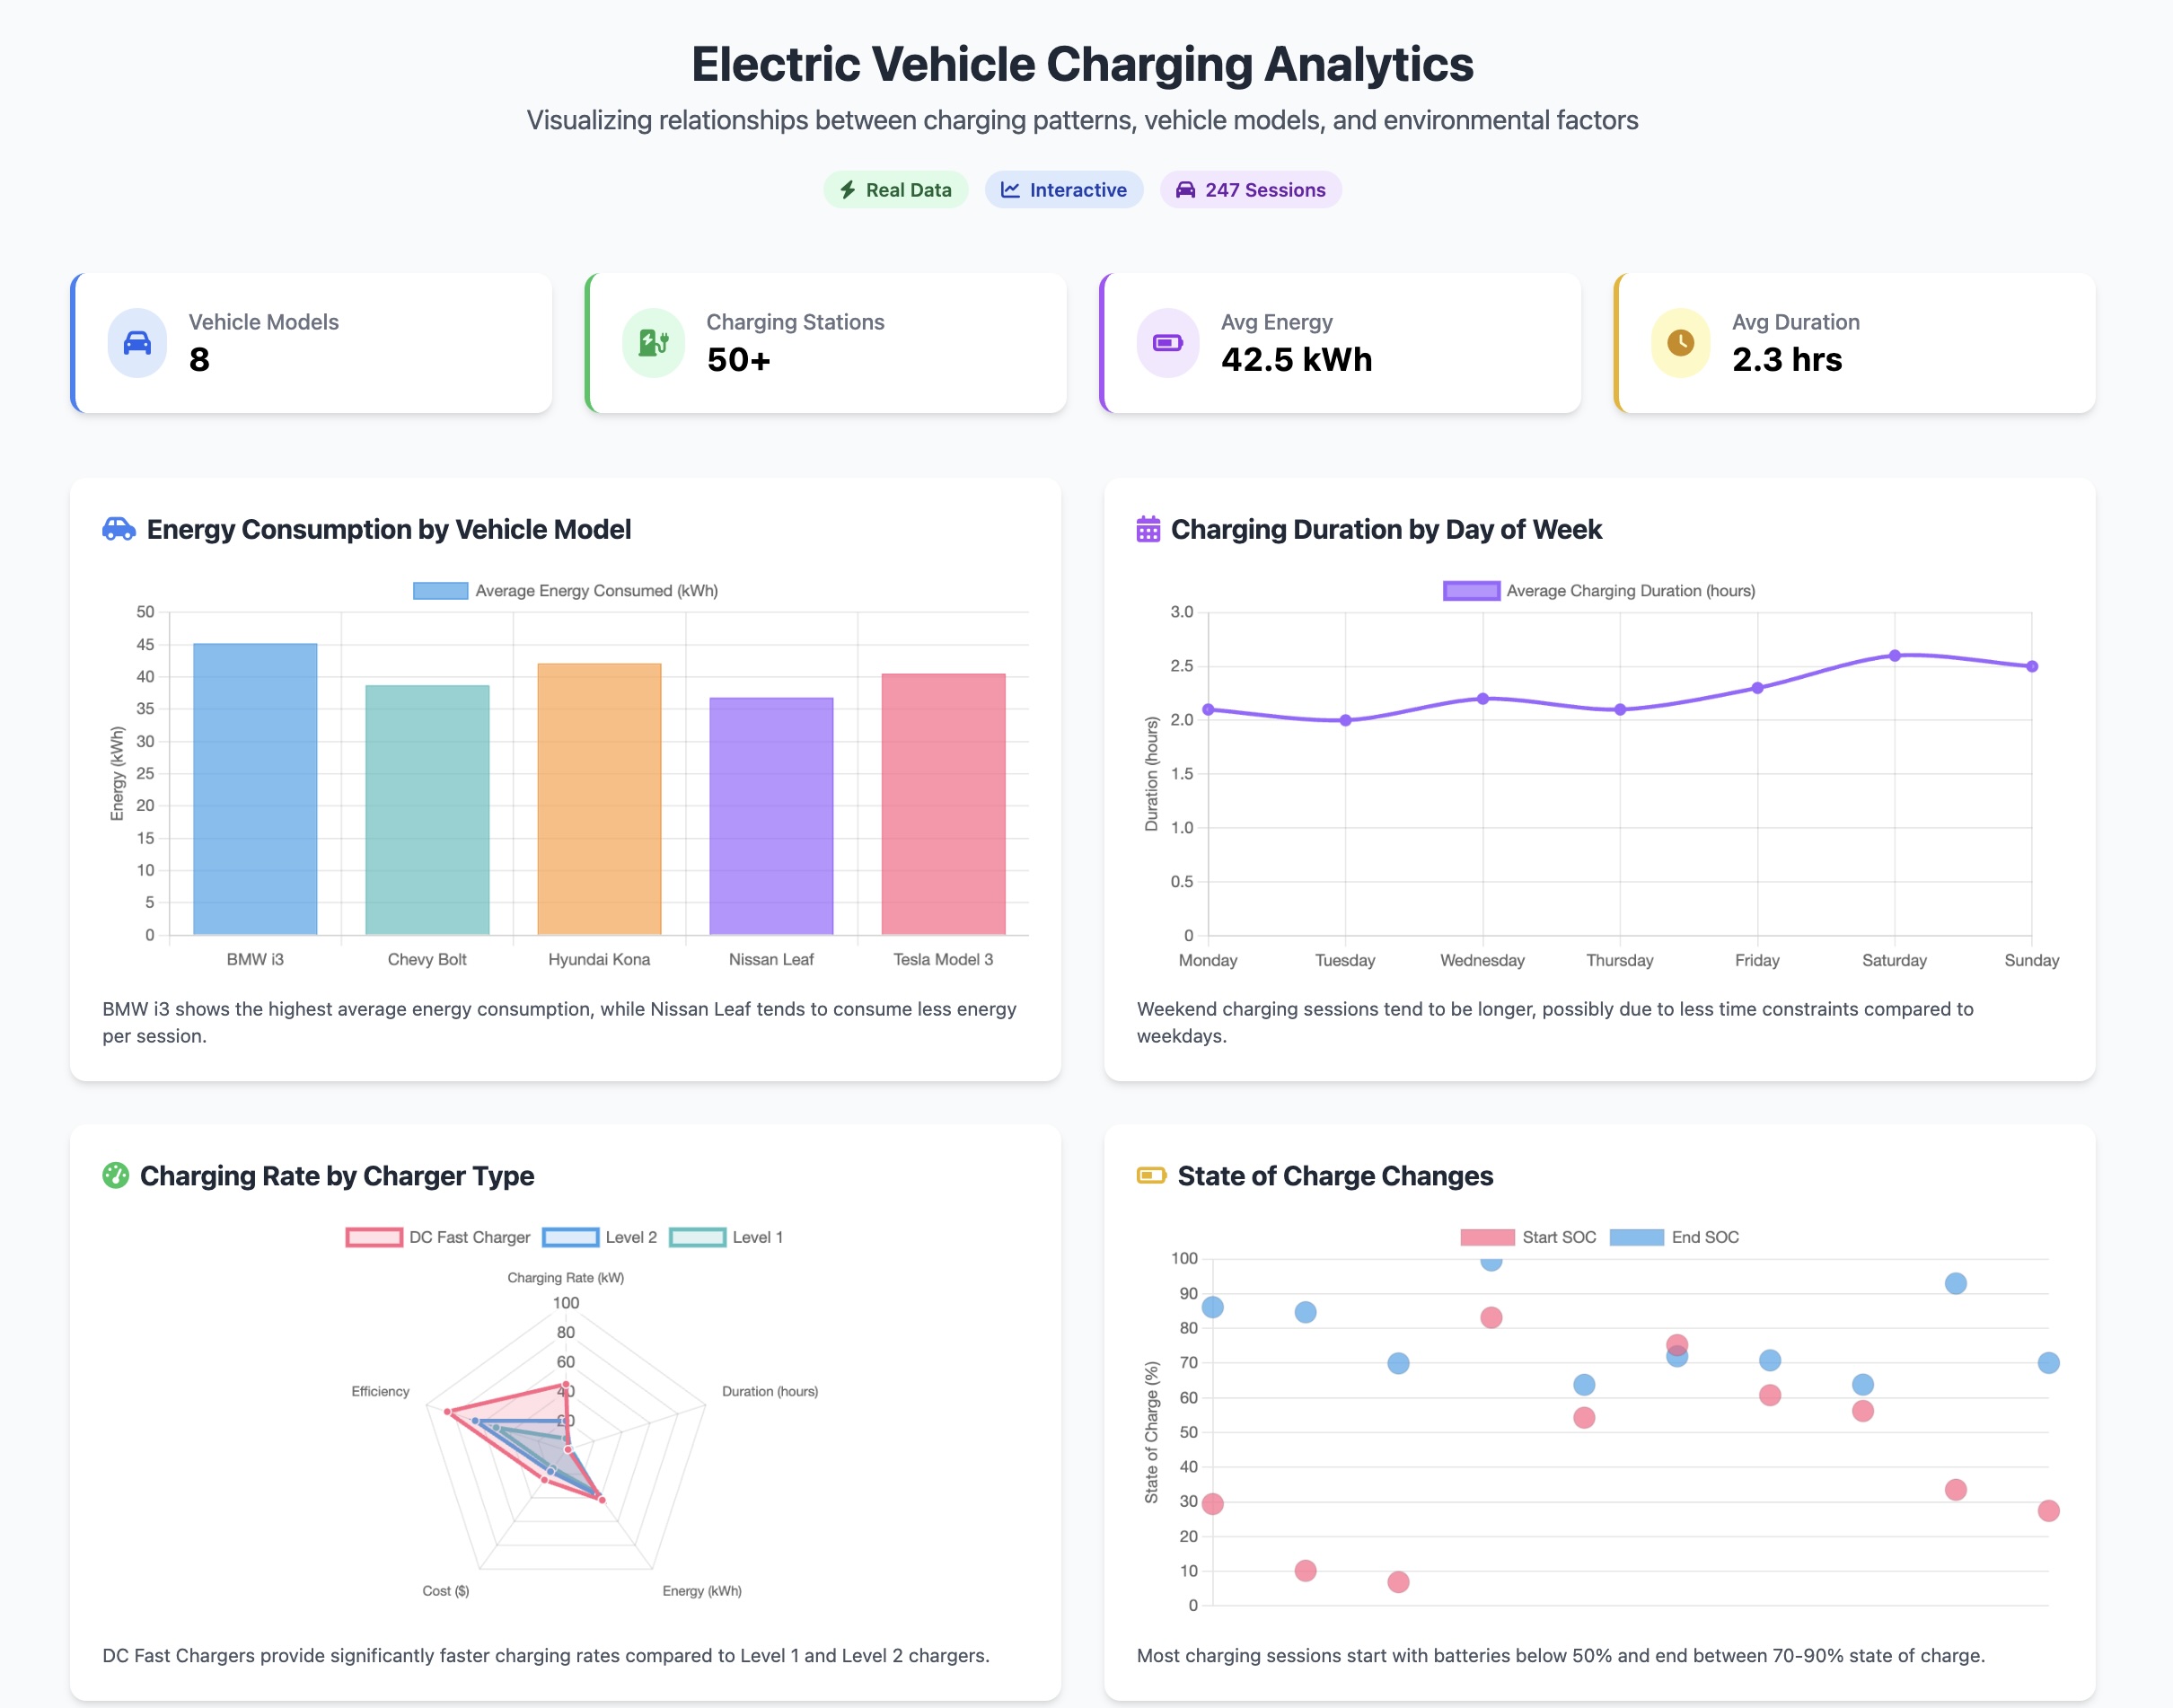 Electric Vehicle Charging Analytics
Visualizing relationships between charging patterns, vehicle models, and environmental factors
Real Data
Interactive
247 Sessions
Vehicle Models
8
Charging Stations
50+
Avg Energy
42.5 kWh
Avg Duration
2.3 hrs
Energy Consumption by Vehicle Model
Average Energy Consumed (kWh)
Energy (kWh)
50
45
40
35
30
25
20
15
10
5
0
BMW i3
Chevy Bolt
Hyundai Kona
Nissan Leaf
Tesla Model 3
BMW i3 shows the highest average energy consumption, while Nissan Leaf tends to consume less energy
per session.
Charging Duration by Day of Week
Average Charging Duration (hours)
Duration (hours)
3.0
2.5
2.0
1.5
1.0
0.5
0
Monday
Tuesday
Wednesday
Thursday
Friday
Saturday
Sunday
Weekend charging sessions tend to be longer, possibly due to less time constraints compared to
weekdays.
Charging Rate by Charger Type
DC Fast Charger
Level 2
Level 1
Charging Rate (kW)
100
80
60
40
20
Efficiency
Duration (hours)
Cost ($)
Energy (kWh)
DC Fast Chargers provide significantly faster charging rates compared to Level 1 and Level 2 chargers.
State of Charge Changes
Start SOC
End SOC
State of Charge (%)
100
90
80
70
60
50
40
30
20
10
0
Most charging sessions start with batteries below 50% and end between 70-90% state of charge.